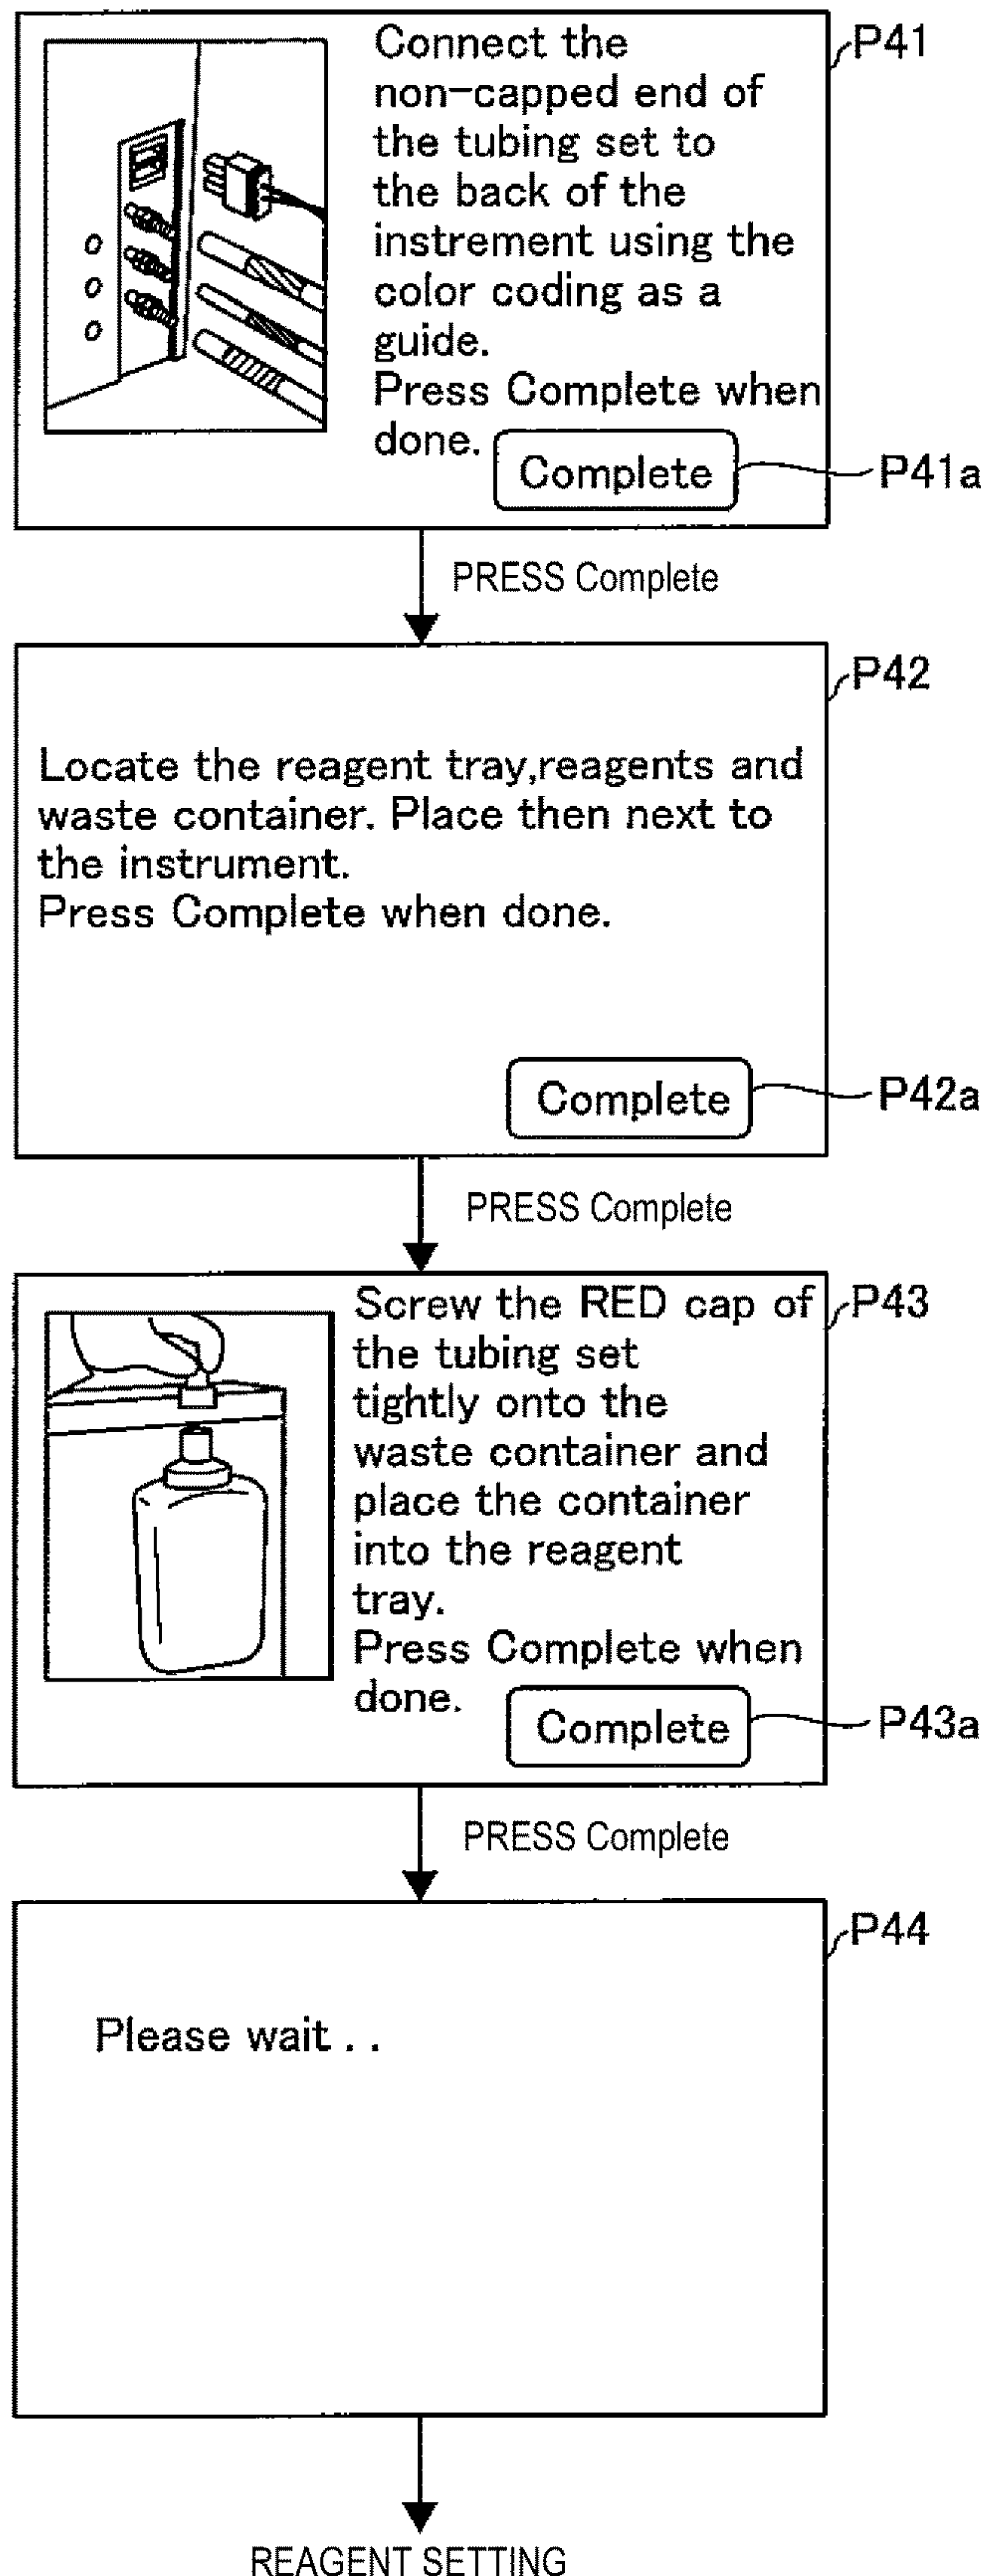 Connect the
non-capped end of
the tubing set to
the back of the
instrement using the
color coding as a
guide.
Press Complete when
done.
Complete
P41
P41a
PRESS Complete
P42
Locate the reagent tray,reagents and
waste container. Place then next to
the instrument.
Press Complete when done.
Complete
P42a
PRESS Complete
Screw the RED cap of
the tubing set
tightly onto the
waste container and
place the container
into the reagent
tray.
Press Complete when
done.
Complete
P43
P43a
PRESS Complete
P44
Please wait . .
REAGENT SETTING